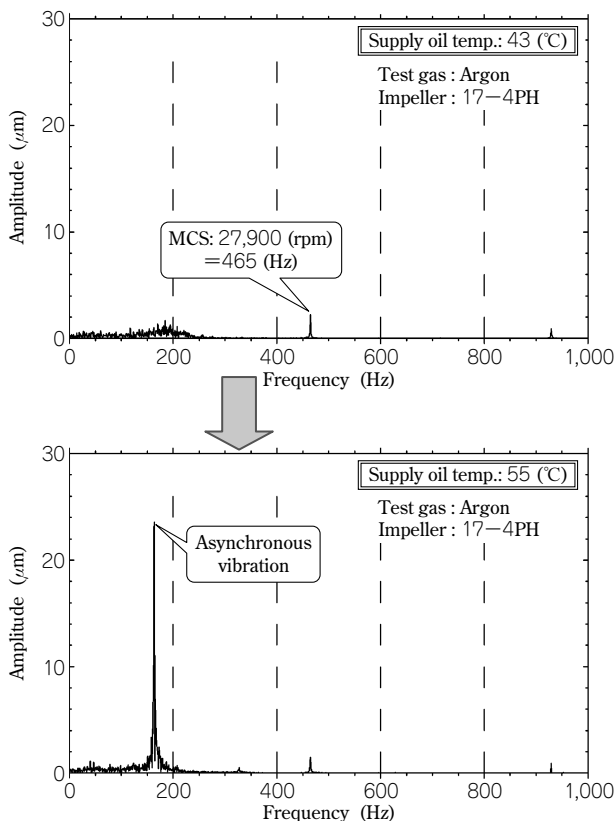 30
20
10
0
Amplitude (μm)
Supply oil temp.: 43 (℃)
Test gas : Argon
Impeller : 17−4PH
MCS: 27,900 (rpm)
=465 (Hz)
0
200
400
600
800
1,000
Frequency (Hz)
30
20
10
0
Amplitude (μm)
Supply oil temp.: 55 (℃)
Test gas : Argon
Impeller : 17−4PH
Asynchronous
vibration
0
200
400
600
800
1,000
Frequency (Hz)